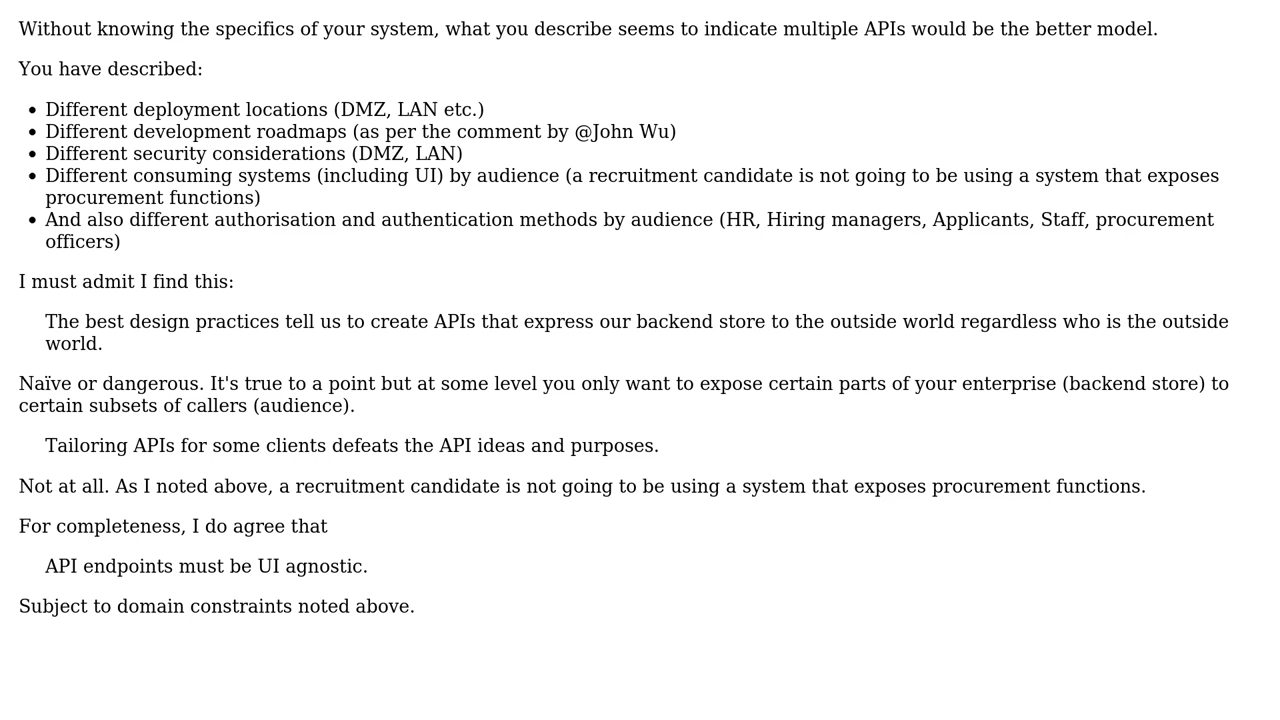 Without knowing the specifics of your system, what you describe seems to indicate multiple APIs would be the better model.
You have described:
• Different deployment locations (DMZ, LAN etc.)
• Different development roadmaps (as per the comment by @John Wu)
• Different security considerations (DMZ, LAN)
• Different consuming systems (including UI) by audience (a recruitment candidate is not going to be using a system that exposes
procurement functions)
• And also different authorisation and authentication methods by audience (HR, Hiring managers, Applicants, Staff, procurement
officers)
I must admit I find this:
The best design practices tell us to create APIs that express our backend store to the outside world regardless who is the outside
world.
Naïve or dangerous. It's true to a point but at some level you only want to expose certain parts of your enterprise (backend store) to
certain subsets of callers (audience).
Tailoring APIs for some clients defeats the API ideas and purposes.
Not at all. As I noted above, a recruitment candidate is not going to be using a system that exposes procurement functions.
For completeness, I do agree that
API endpoints must be UI agnostic.
Subject to domain constraints noted above.